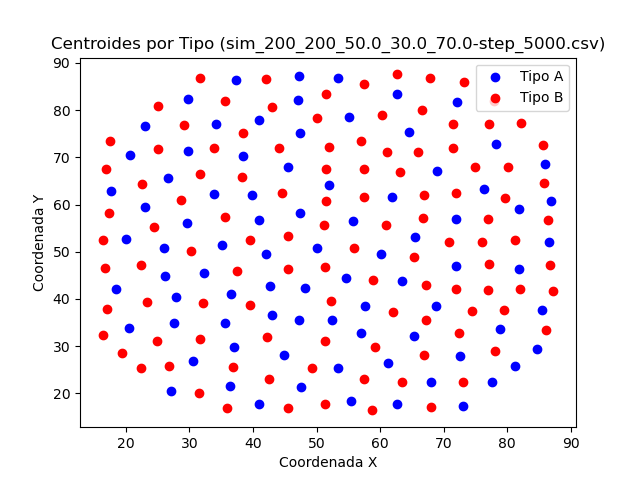 Centroides por Tipo (sim_200_200_50.0_30.0_70.0-step_5000.csv)
Tipo A
Tipo B
Coordenada Y
90
80
70
60
50
40
30
20
20 30 40 50 60 70 80 90
Coordenada X